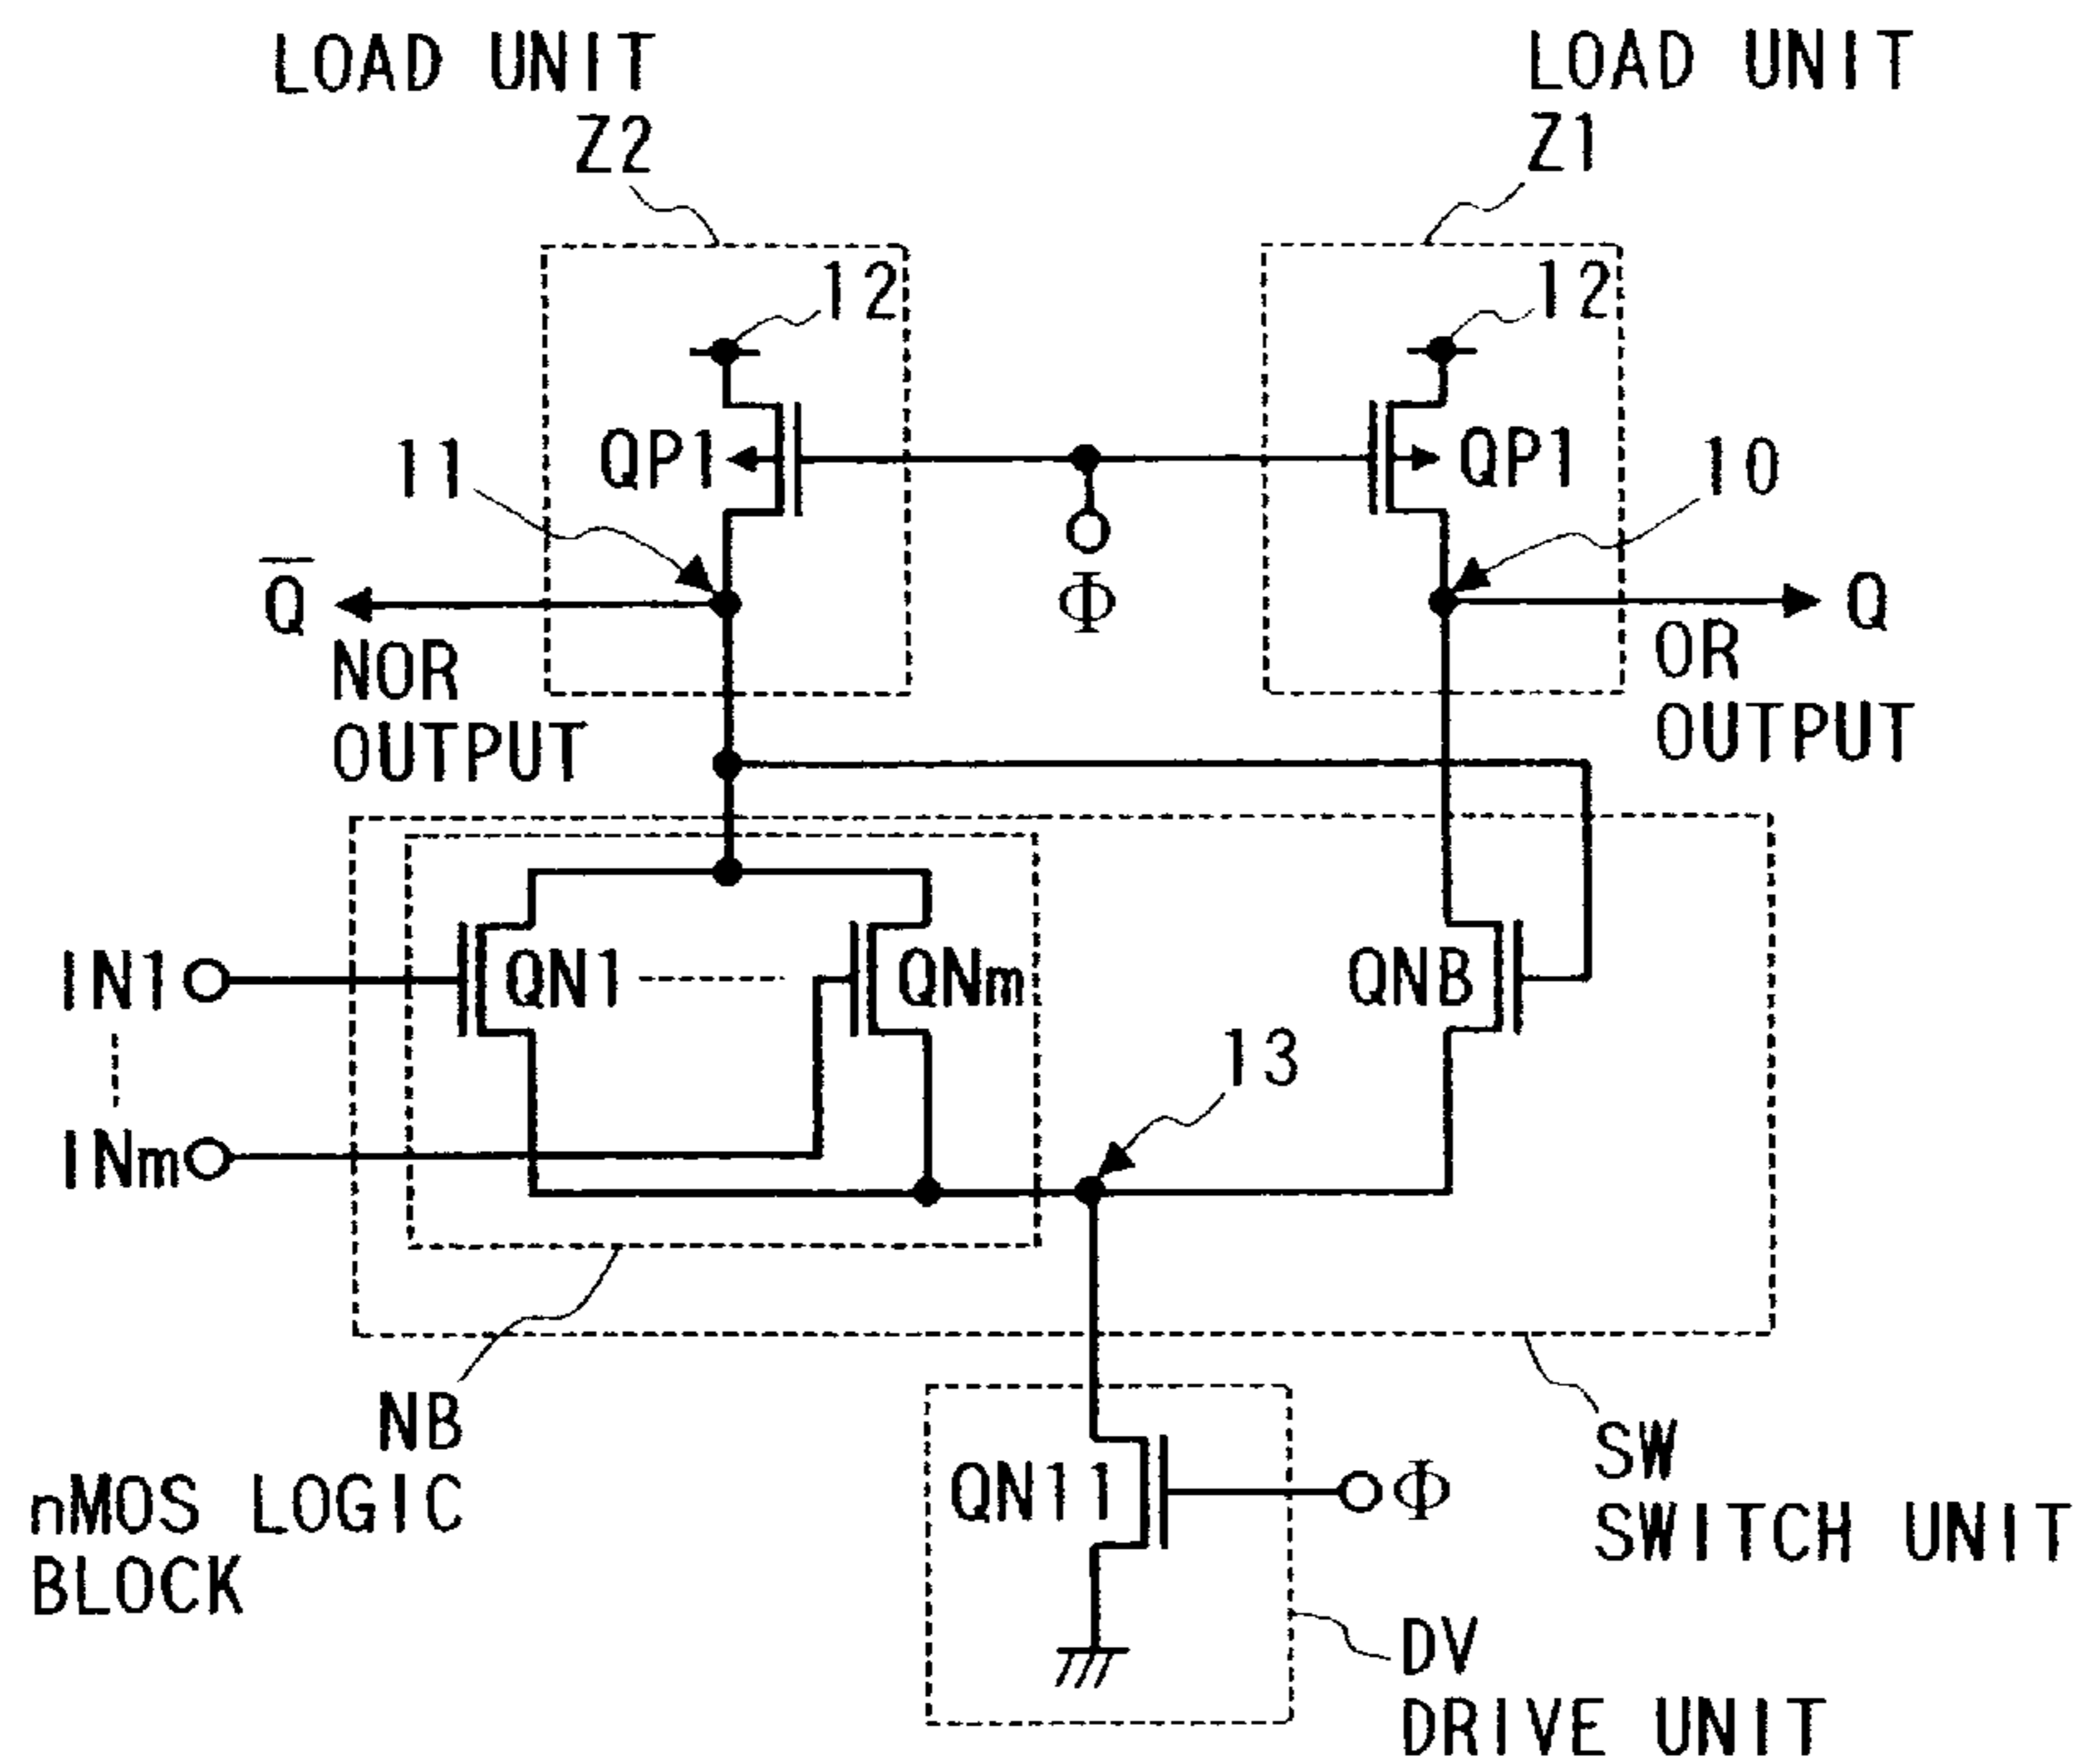 LOAD UNIT
Z2
LOAD UNIT
Z1
12
12
QP1
QP1
11
10
Φ
Q̅
NOR
OUTPUT
Q
OR
OUTPUT
IN1
QN1
QNm
QNB
INm
13
NB
nMOS LOGIC
BLOCK
SW
SWITCH UNIT
QN11
Φ
DV
DRIVE UNIT